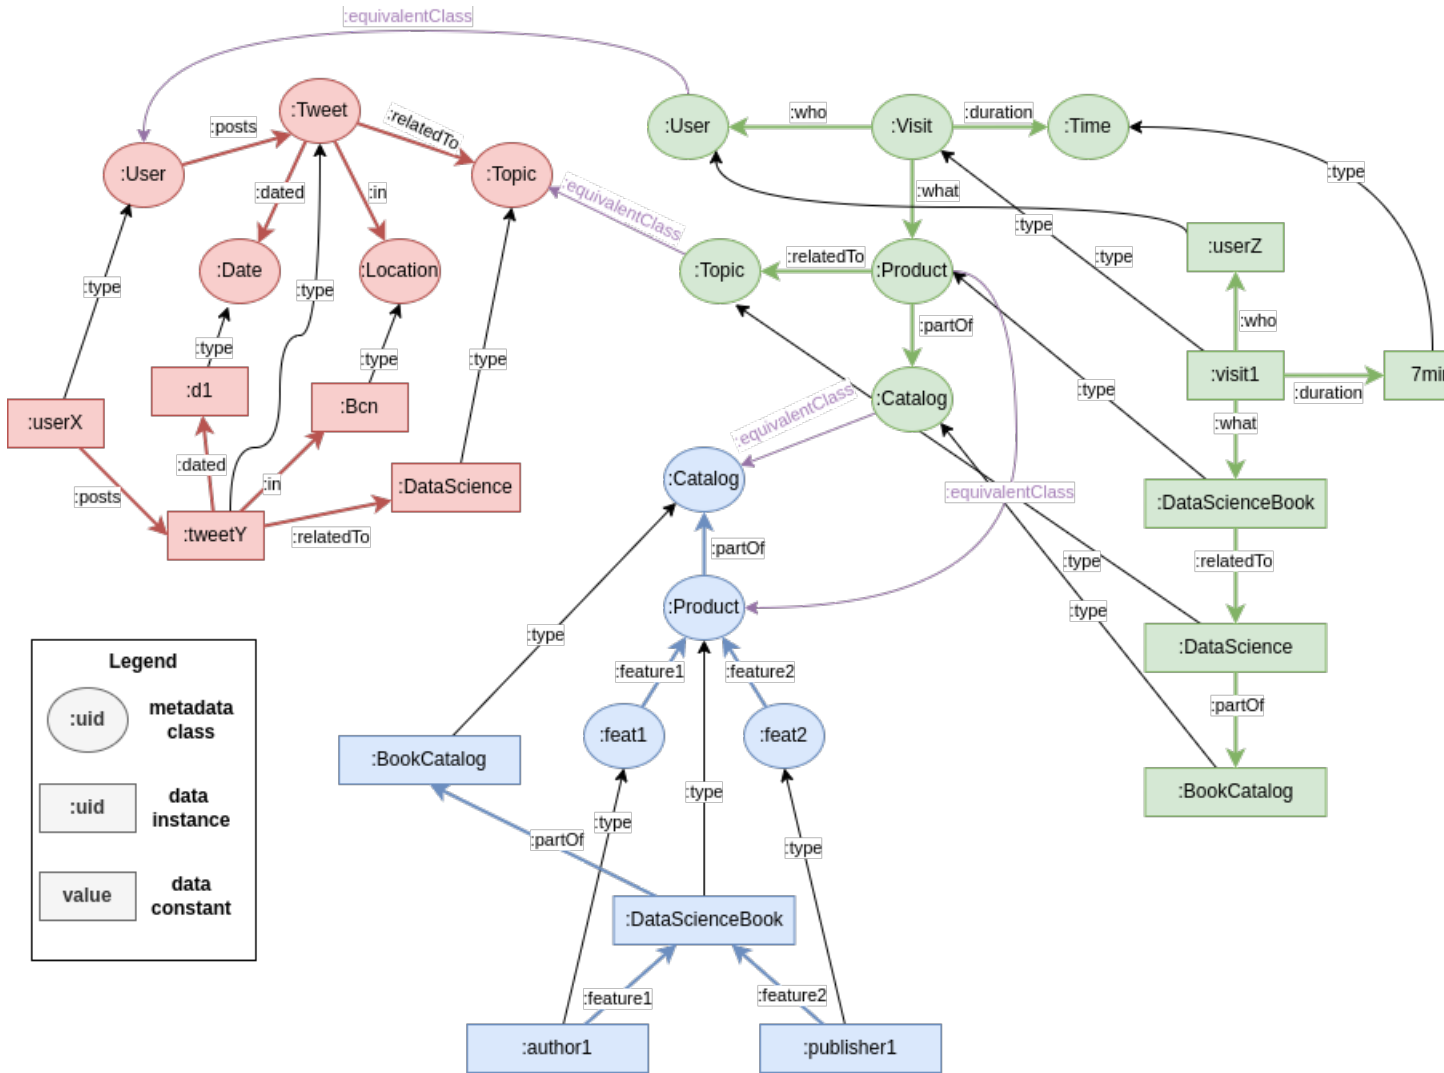 :equivalentClass
:Tweet
:relatedTo
:posts
:User
:dated
:in
:Topic
:Date
:Location
:type
:type
:type
:type
:type
:d1
:Bcn
:userX
:dated
:in
:DataScience
:posts
:tweetY
:relatedTo
:User
:who
:Visit
:duration
:Time
:equivalentClass
:what
:type
:type
:type
:userZ
:Topic
:relatedTo
:Product
:who
:partOf
:visit1
:duration
:type
:Catalog
:what
:equivalentClass
:Catalog
:equivalentClass
:DataScienceBook
:partOf
:type
:relatedTo
:type
:Product
:DataScience
:type
:feature1
:feature2
:partOf
:feat1
:feat2
:BookCatalog
:BookCatalog
:type
:type
:type
:partOf
:DataScienceBook
:feature1
:feature2
:author1
:publisher1
Legend
:uid
metadata
class
:uid
data
instance
value
data
constant